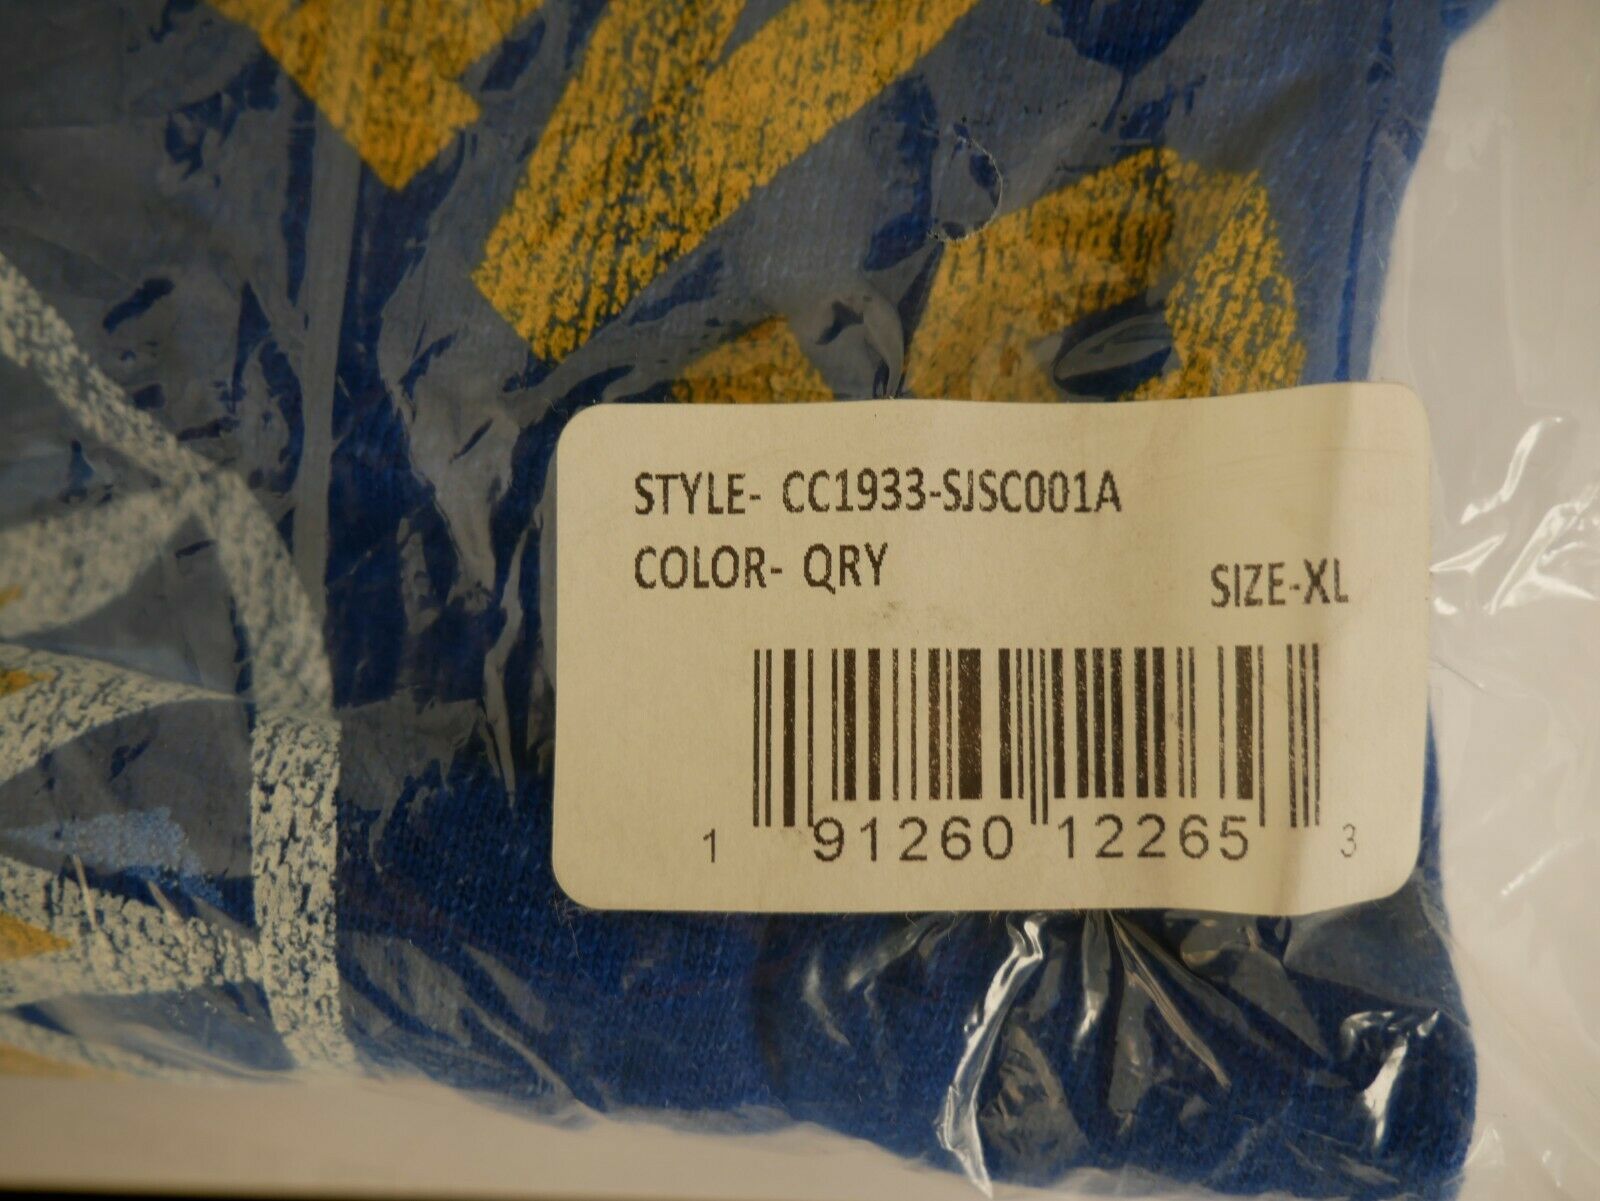 STYLE- CC1933-SJSC001A
COLOR- QRY
SIZE-XL
1 91260 12265 3